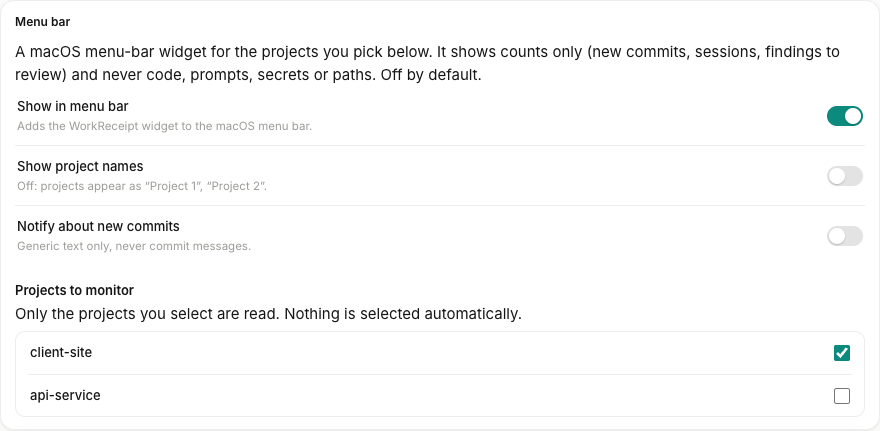 Menu bar
A macOS menu-bar widget for the projects you pick below. It shows counts only (new commits, sessions, findings to
review) and never code, prompts, secrets or paths. Off by default.
Show in menu bar
Adds the WorkReceipt widget to the macOS menu bar.
Show project names
Off: projects appear as “Project 1”, “Project 2”.
Notify about new commits
Generic text only, never commit messages.
Projects to monitor
Only the projects you select are read. Nothing is selected automatically.
client-site
api-service